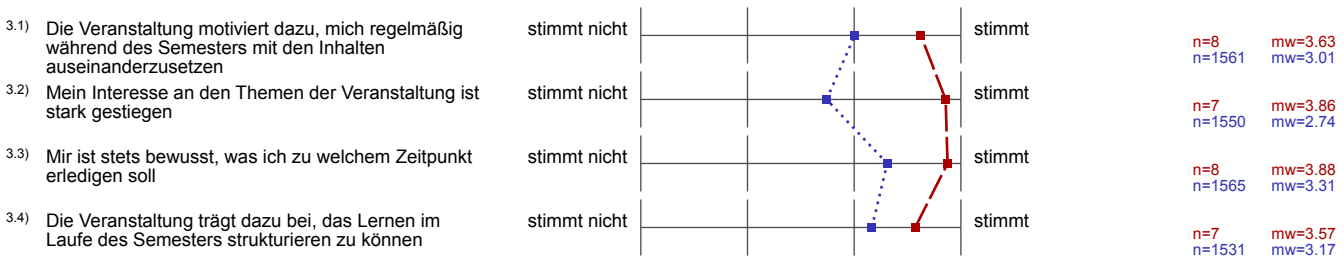 3.1) Die Veranstaltung motiviert dazu, mich regelmäßig
während des Semesters mit den Inhalten
auseinanderzusetzen
stimmt nicht
stimmt
n=8 mw=3.63
n=1561 mw=3.01
3.2) Mein Interesse an den Themen der Veranstaltung ist
stark gestiegen
stimmt nicht
stimmt
n=7 mw=3.86
n=1550 mw=2.74
3.3) Mir ist stets bewusst, was ich zu welchem Zeitpunkt
erledigen soll
stimmt nicht
stimmt
n=8 mw=3.88
n=1565 mw=3.31
3.4) Die Veranstaltung trägt dazu bei, das Lernen im
Laufe des Semesters strukturieren zu können
stimmt nicht
stimmt
n=7 mw=3.57
n=1531 mw=3.17